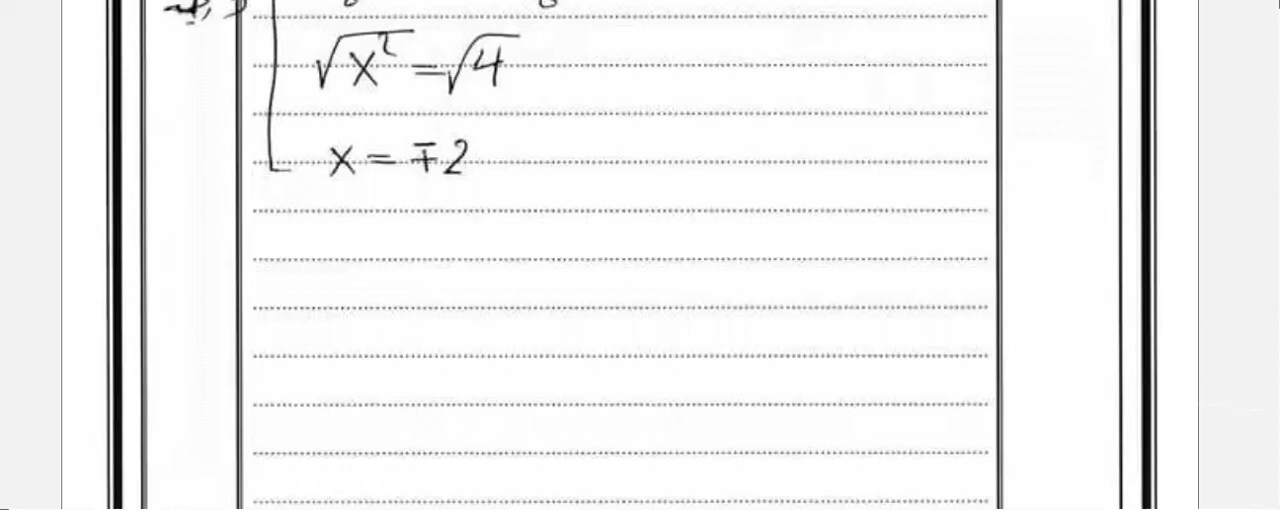 √x² = √4
x = ∓2